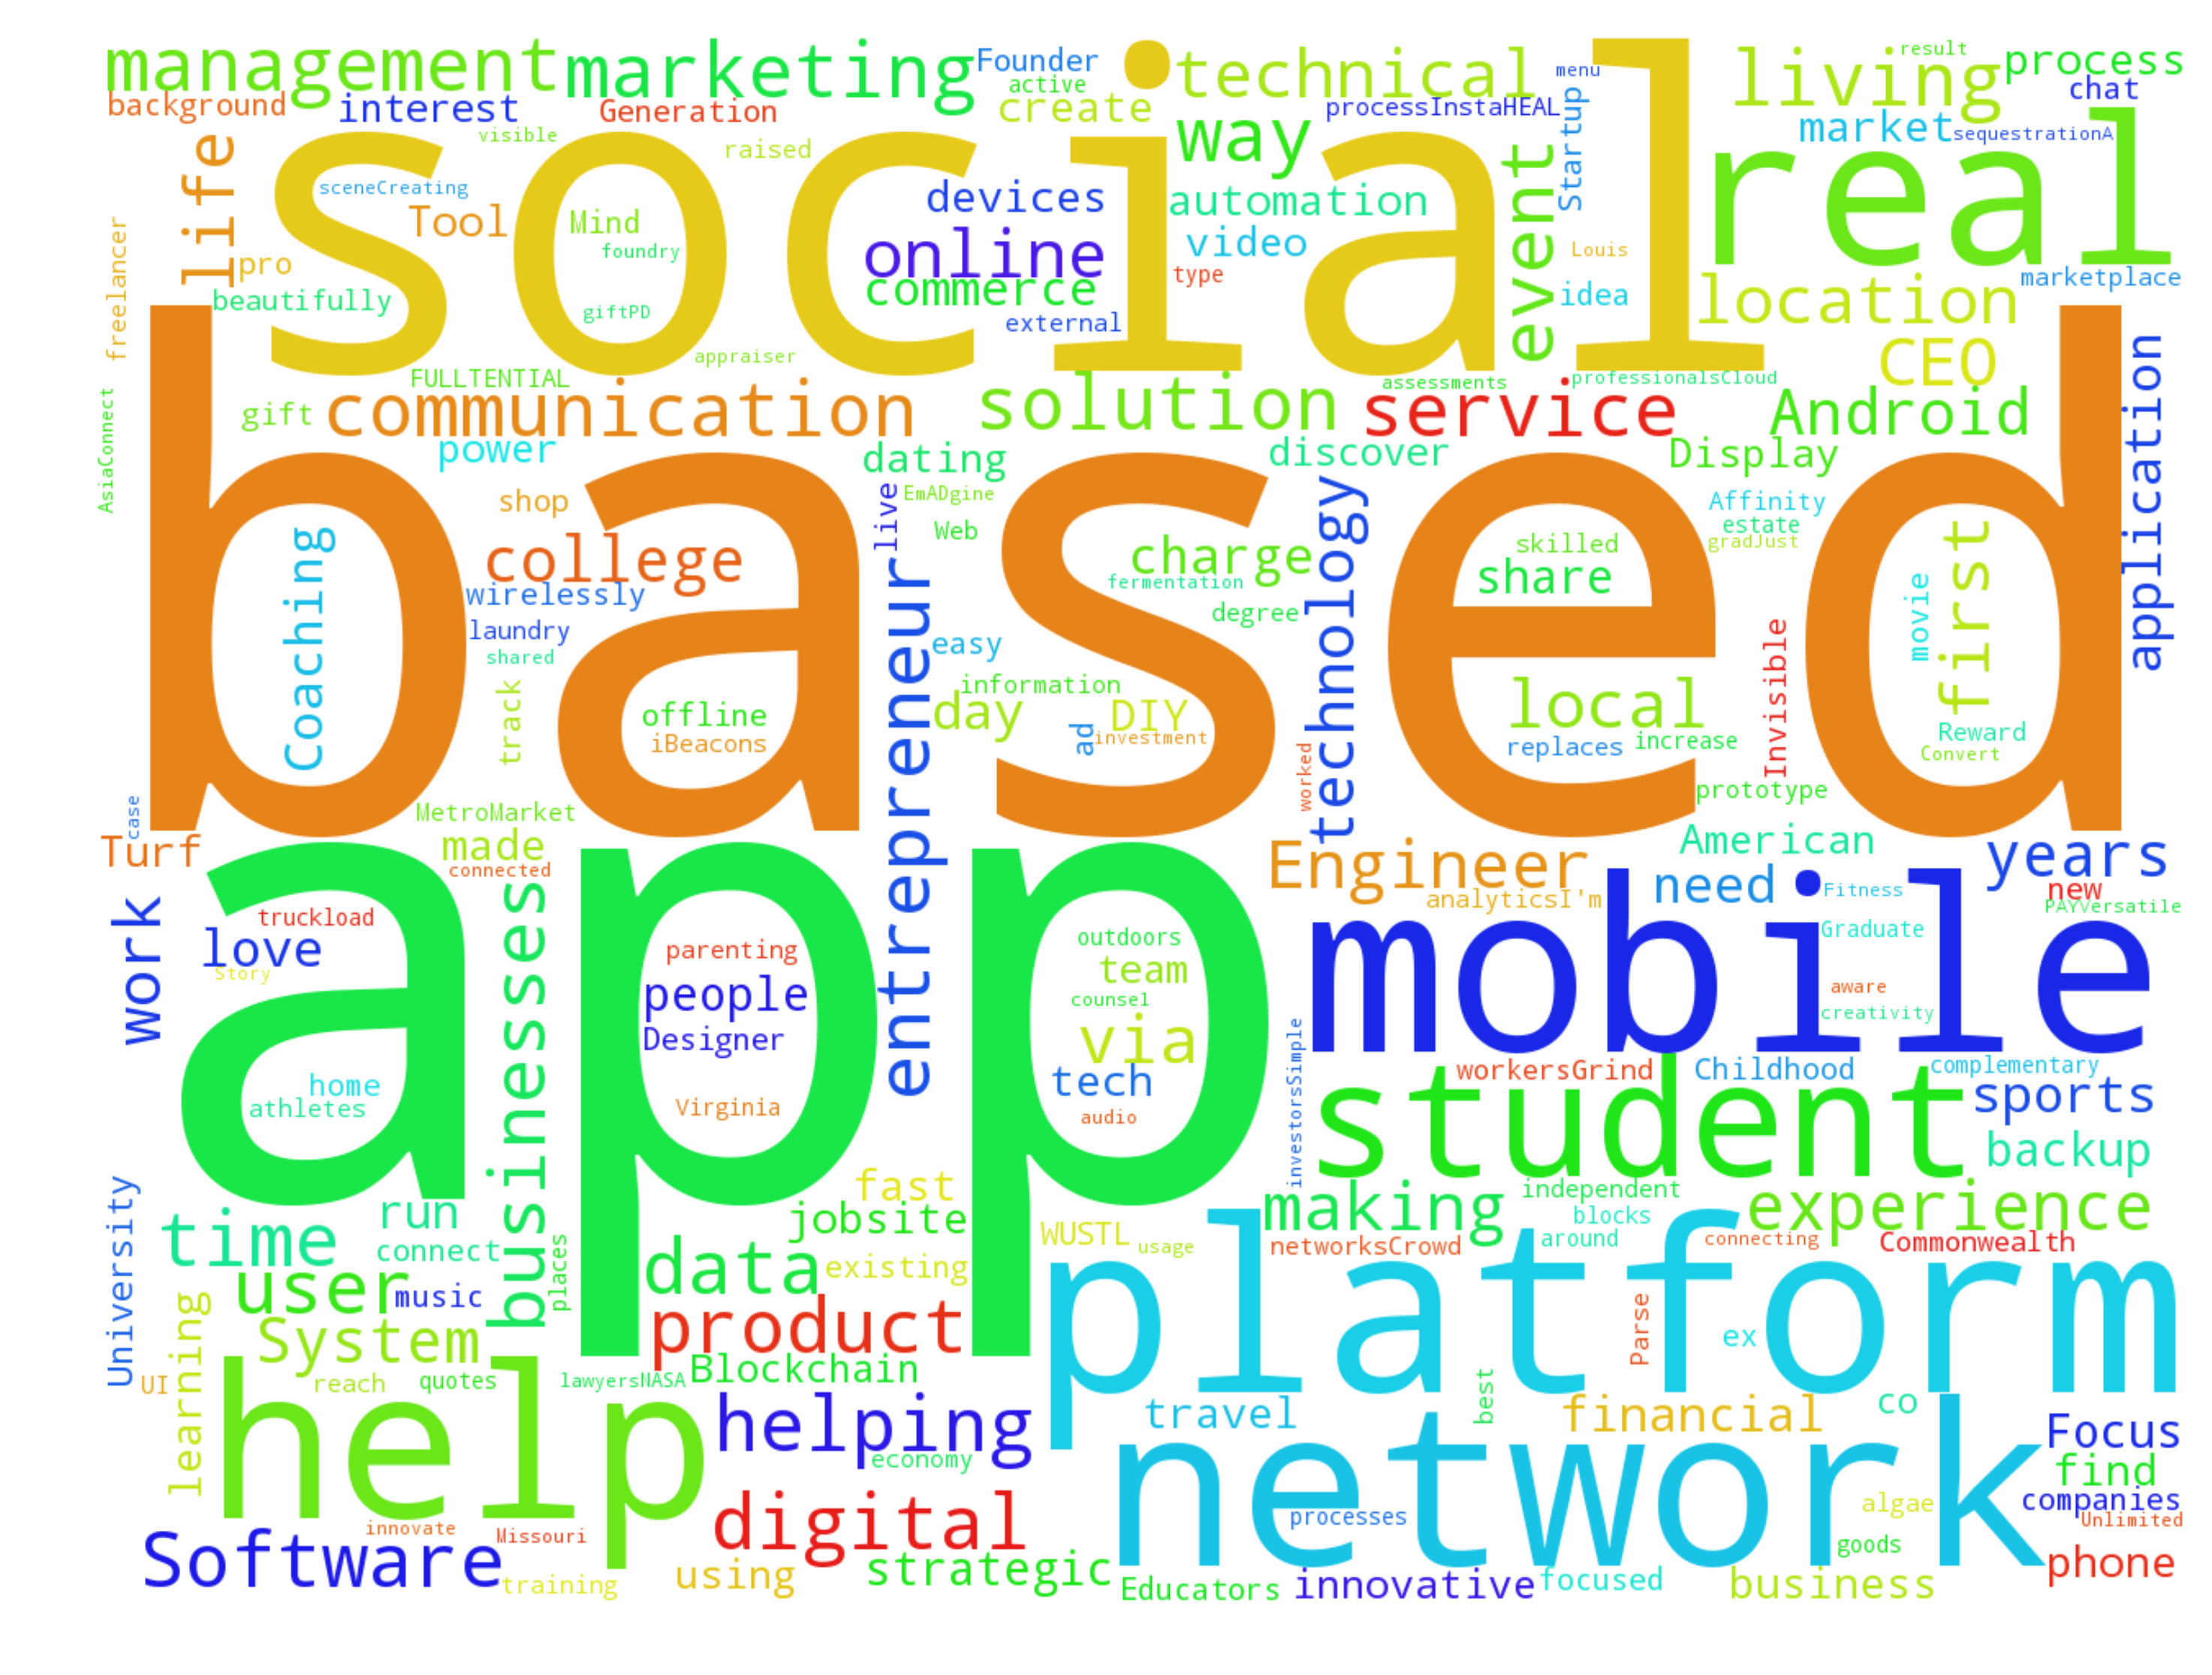 management
marketing
Founder
active
technical
menu
living
result
process
background
interest
Generation
create
processInstaHEAL
Startup
chat
visible
raised
way
market
sequestrationA
life
social
real
sceneCreating
Tool
Mind
foundry
devices
automation
event
freelancer
pro
online
video
Louis
type
beautifully
giftPD
commerce
idea
location
marketplace
external
appraiser
FULLTENTIAL
assessments
professionalsCloud
CEO
application
AsiaConnect
gift
communication
solution
service
Android
power
dating
discover
Display
based
shop
live
EmADgine
technology
Affinity
Web
estate
Coaching
college
charge
skilled
gradJust
first
wirelessly
fermentation
share
movie
laundry
entrepreneur
degree
Invisible
shared
easy
track
information
offline
day
DIY
local
iBeacons
ad
investment
replaces
increase
Reward
Convert
worked
prototype
case
MetroMarket
Turf
made
American
connected
Engineer
years
app
businesses
need
Fitness
new
analyticsI'm
PAYVersatile
work
truckload
love
mobile
Story
parenting
outdoors
Graduate
people
team
counsel
aware
Designer
via
creativity
home
tech
investorsSimple
workersGrind
Childhood
complementary
athletes
Virginia
audio
student
sports
backup
University
fast
independent
time
run
jobsite
making
blocks
experience
connect
places
data
existing
WUSTL
usage
networksCrowd
around
connecting
Commonwealth
user
music
platform
learning
System
product
Parse
ex
UI
reach
quotes
lawyersNASA
Blockchain
best
help
helping
travel
financial
co
Focus
economy
network
find
digital
processes
algae
companies
innovate
Missouri
Unlimited
Software
goods
training
using
strategic
Educators
innovative
focused
business
phone